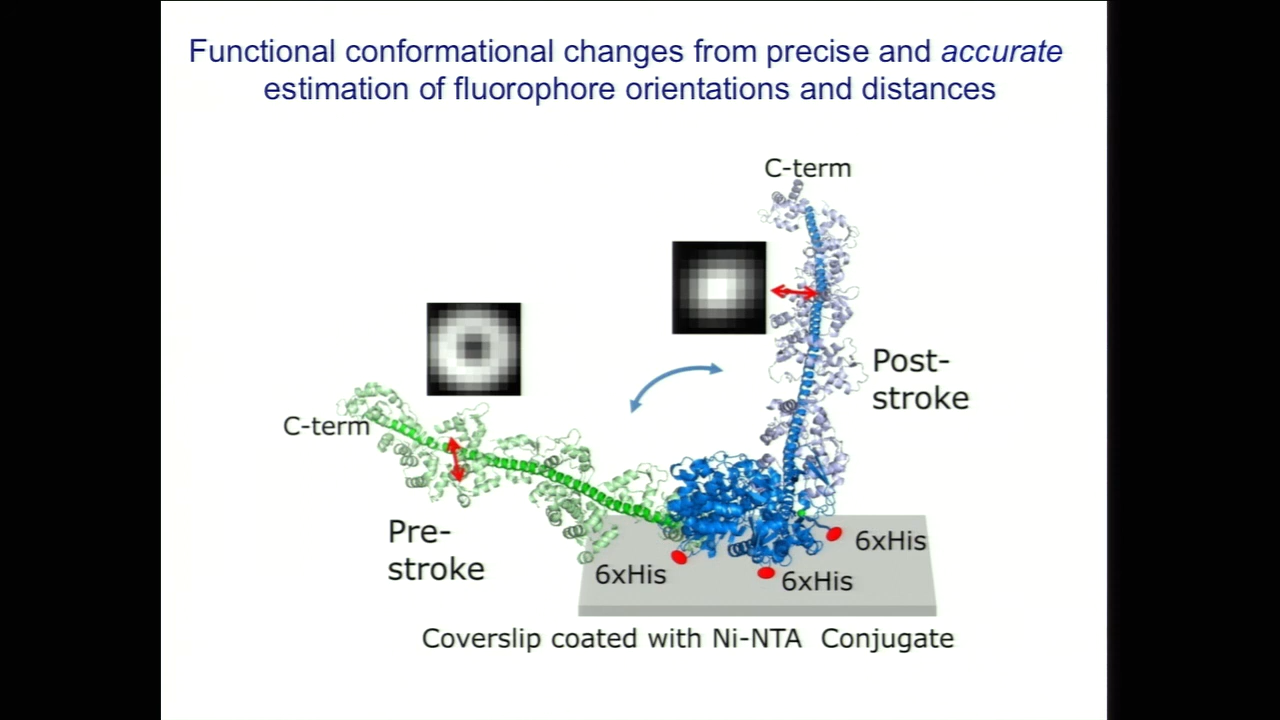 Functional conformational changes from precise and accurate
estimation of fluorophore orientations and distances
C-term
Post-
stroke
C-term
Pre-
stroke
6xHis
6xHis
6xHis
Coverslip coated with Ni-NTA Conjugate